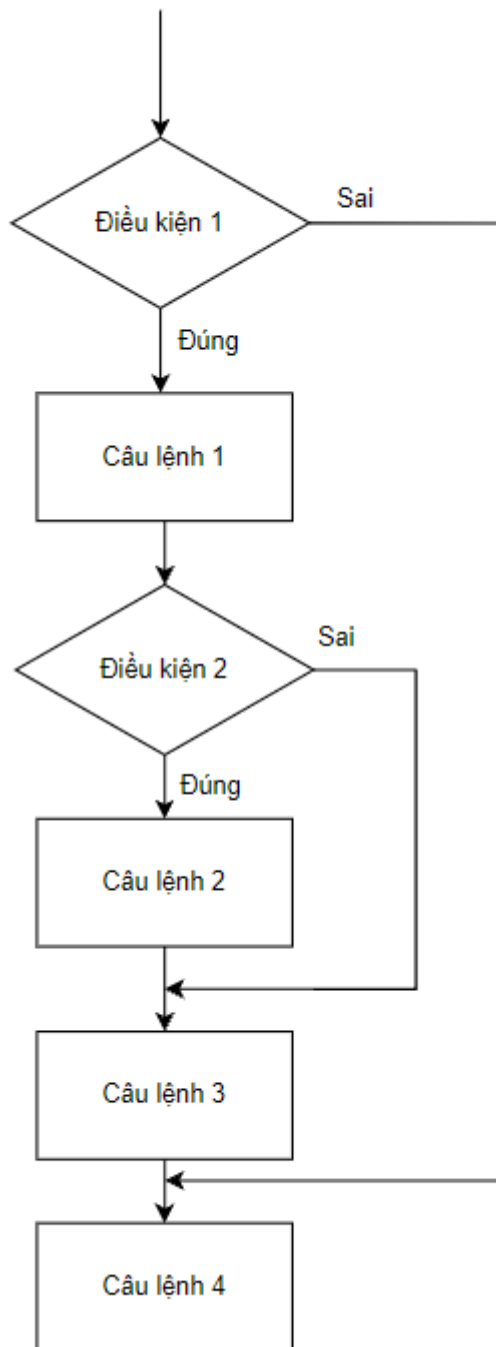 Điều kiện 1
Sai
Đúng
Câu lệnh 1
Điều kiện 2
Sai
Đúng
Câu lệnh 2
Câu lệnh 3
Câu lệnh 4